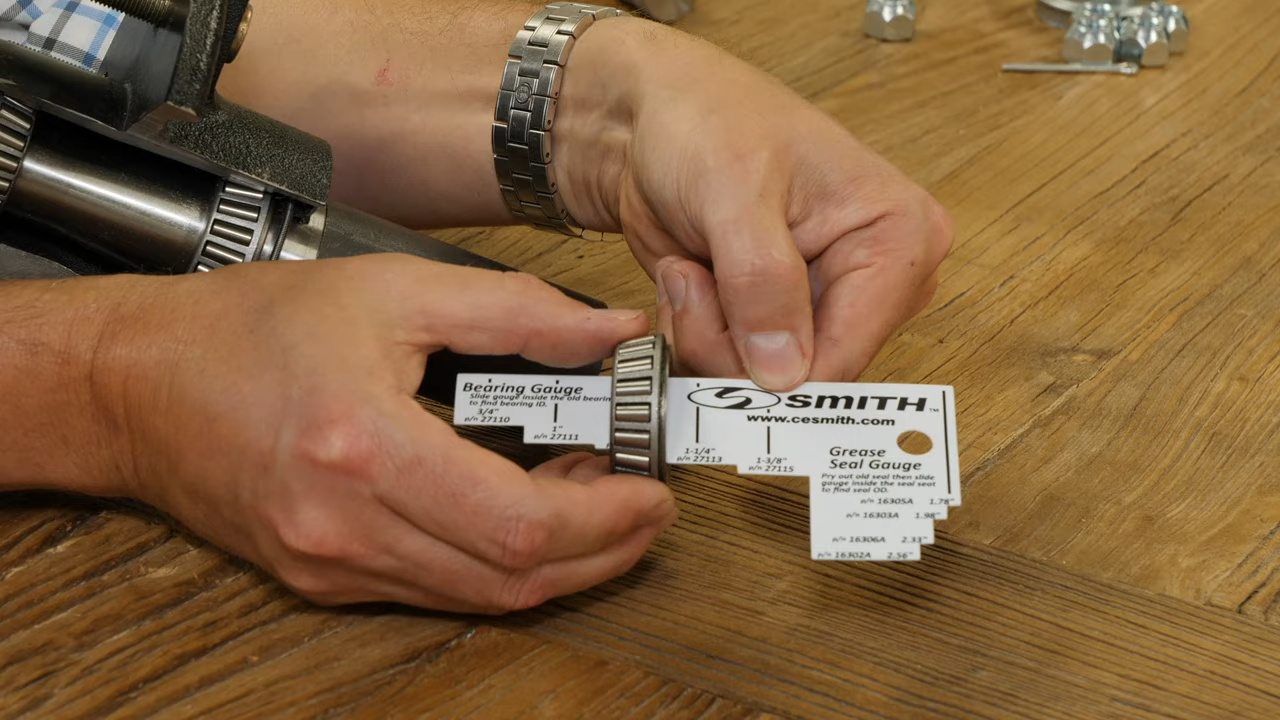 Bearing Gauge
Slide gauge inside the old bearin
to find bearing ID.
3/4"
p/n 27110
1"
p/n 27111
1-1/4"
p/n 27113
1-3/8"
p/n 27115
SMITH™
www.cesmith.com
Grease
Seal Gauge
Pry out old seal then slide
gauge inside the seal seat
to find seal OD.
p/n 16305A 1.78"
p/n 16303A 1.98"
p/n 16306A 2.33"
p/n 16302A 2.56"